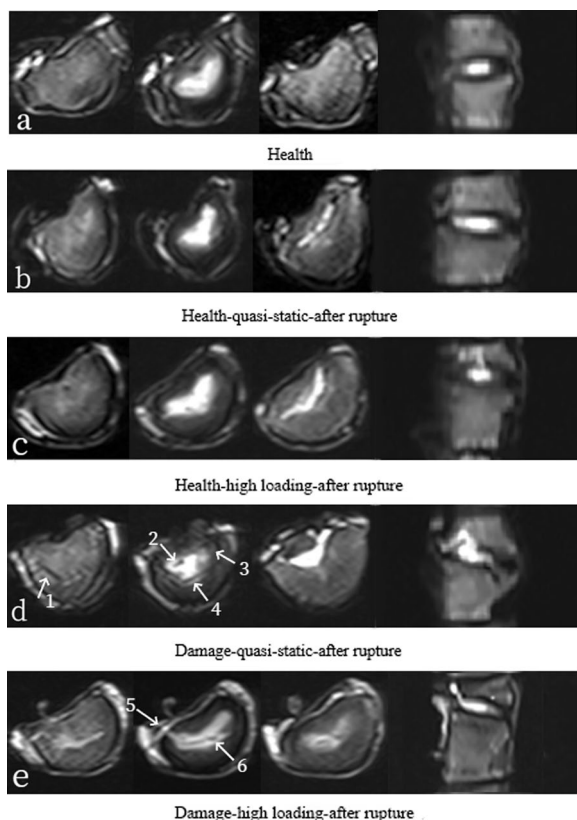 a
Health
b
Health-quasi-static-after rupture
c
Health-high loading-after rupture
d
1
2
3
4
Damage-quasi-static-after rupture
e
5
6
Damage-high loading-after rupture